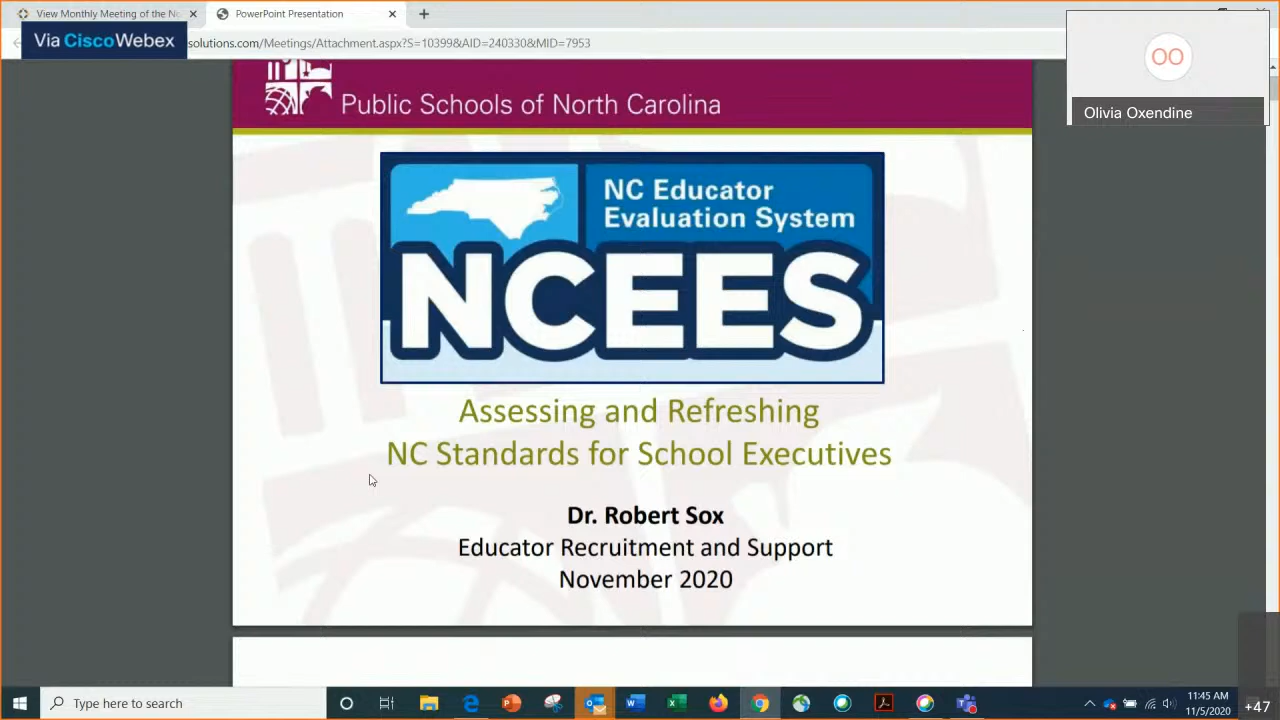 View Monthly Meeting of the N
PowerPoint Presentation
Via CiscoWebex
solutions.com/Meetings/Attachment.aspx?S=10399&AID=240330&MID=7953
OO
Olivia Oxendine
Public Schools of North Carolina
NC Educator
Evaluation System
NCEES
Assessing and Refreshing
NC Standards for School Executives
Dr. Robert Sox
Educator Recruitment and Support
November 2020
Type here to search
11:45 AM
11/5/2020
+47